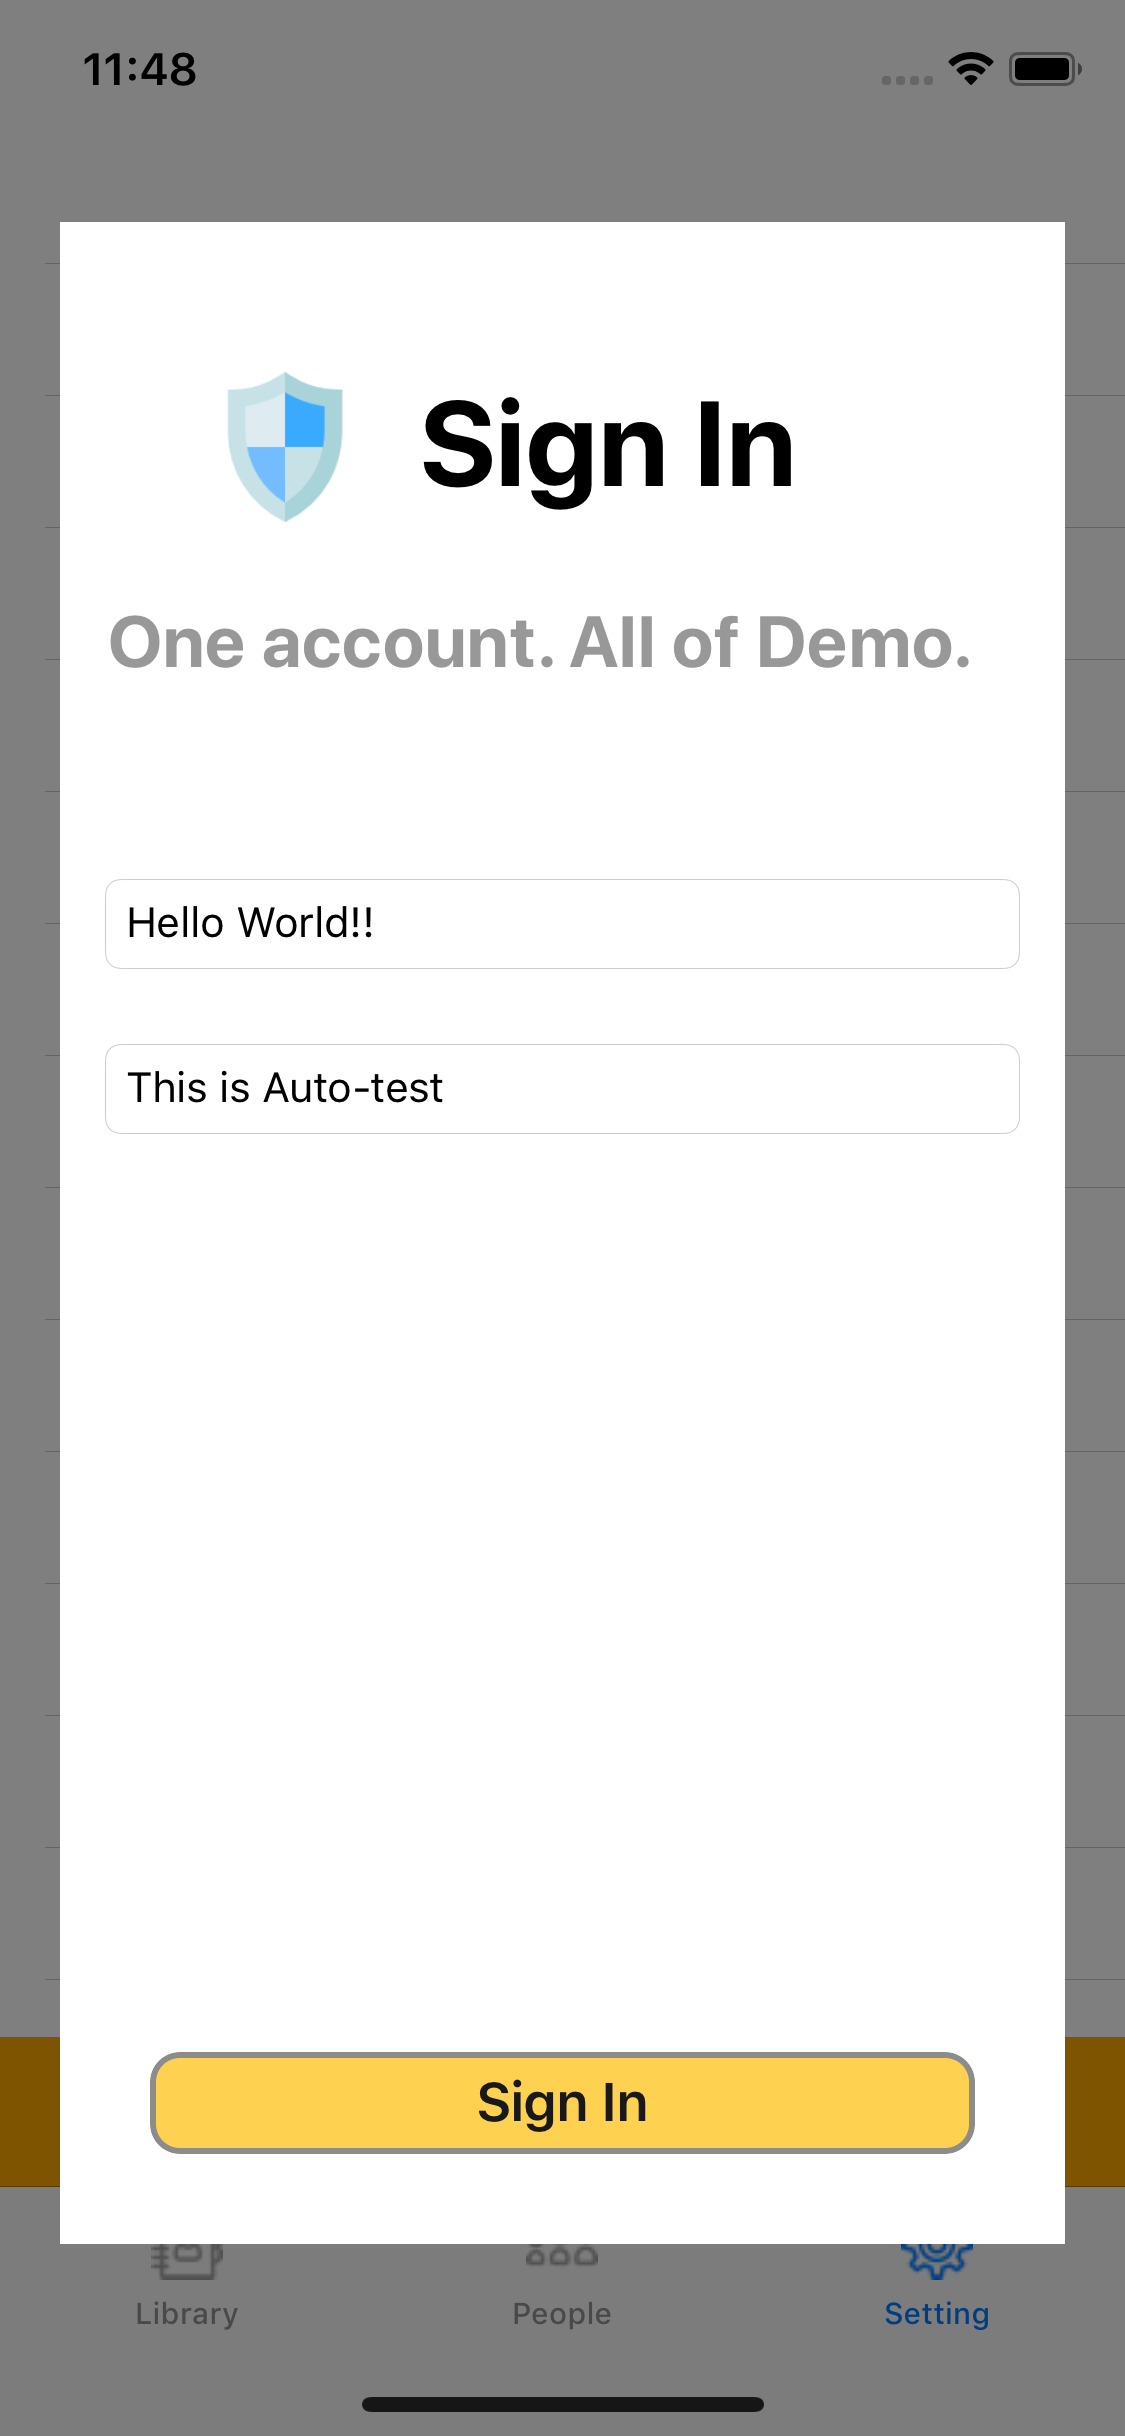 11:48
Sign In
One account. All of Demo.
Hello World!!
This is Auto-test
Sign In
Library People Setting